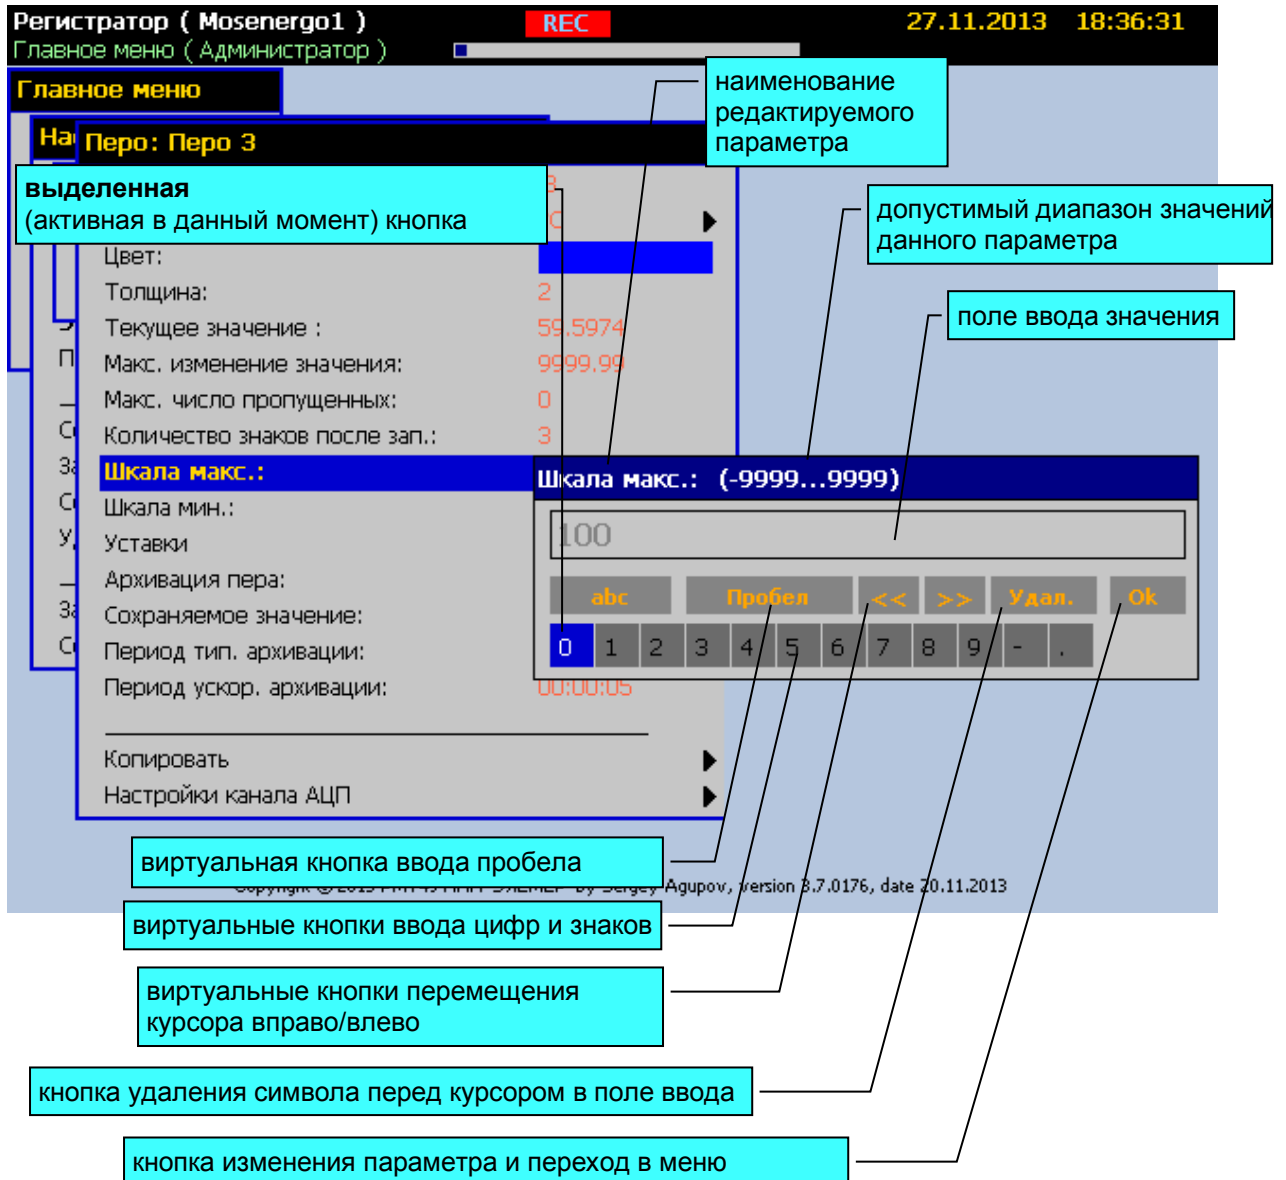 Регистратор ( Mosenergo1 )
REC
27.11.2013 18:36:31
Главное меню ( Администратор )
Главное меню
наименование
редактируемого
параметра
На
Перо: Перо 3
выделенная
(активная в данный момент) кнопка
допустимый диапазон значений
данного параметра
Цвет:
Толщина: 2
поле ввода значения
Текущее значение : 59.5974
П
Макс. изменение значения: 9999.99
Макс. число пропущенных: 0
Количество знаков после зап.: 3
За
Шкала макс.:
Шкала макс.: (-9999...9999)
Шкала мин.:
100
Уставки
Архивация пера:
abc Пробел << >> Удал. Ok
За
Сохраняемое значение:
0 1 2 3 4 5 6 7 8 9 - .
Период тип. архивации:
Период ускор. архивации: 00:00:05
Копировать
Настройки канала АЦП
виртуальная кнопка ввода пробела
by Sergey Agupov, version 3.7.0176, date 20.11.2013
виртуальные кнопки ввода цифр и знаков
виртуальные кнопки перемещения
курсора вправо/влево
кнопка удаления символа перед курсором в поле ввода
кнопка изменения параметра и переход в меню